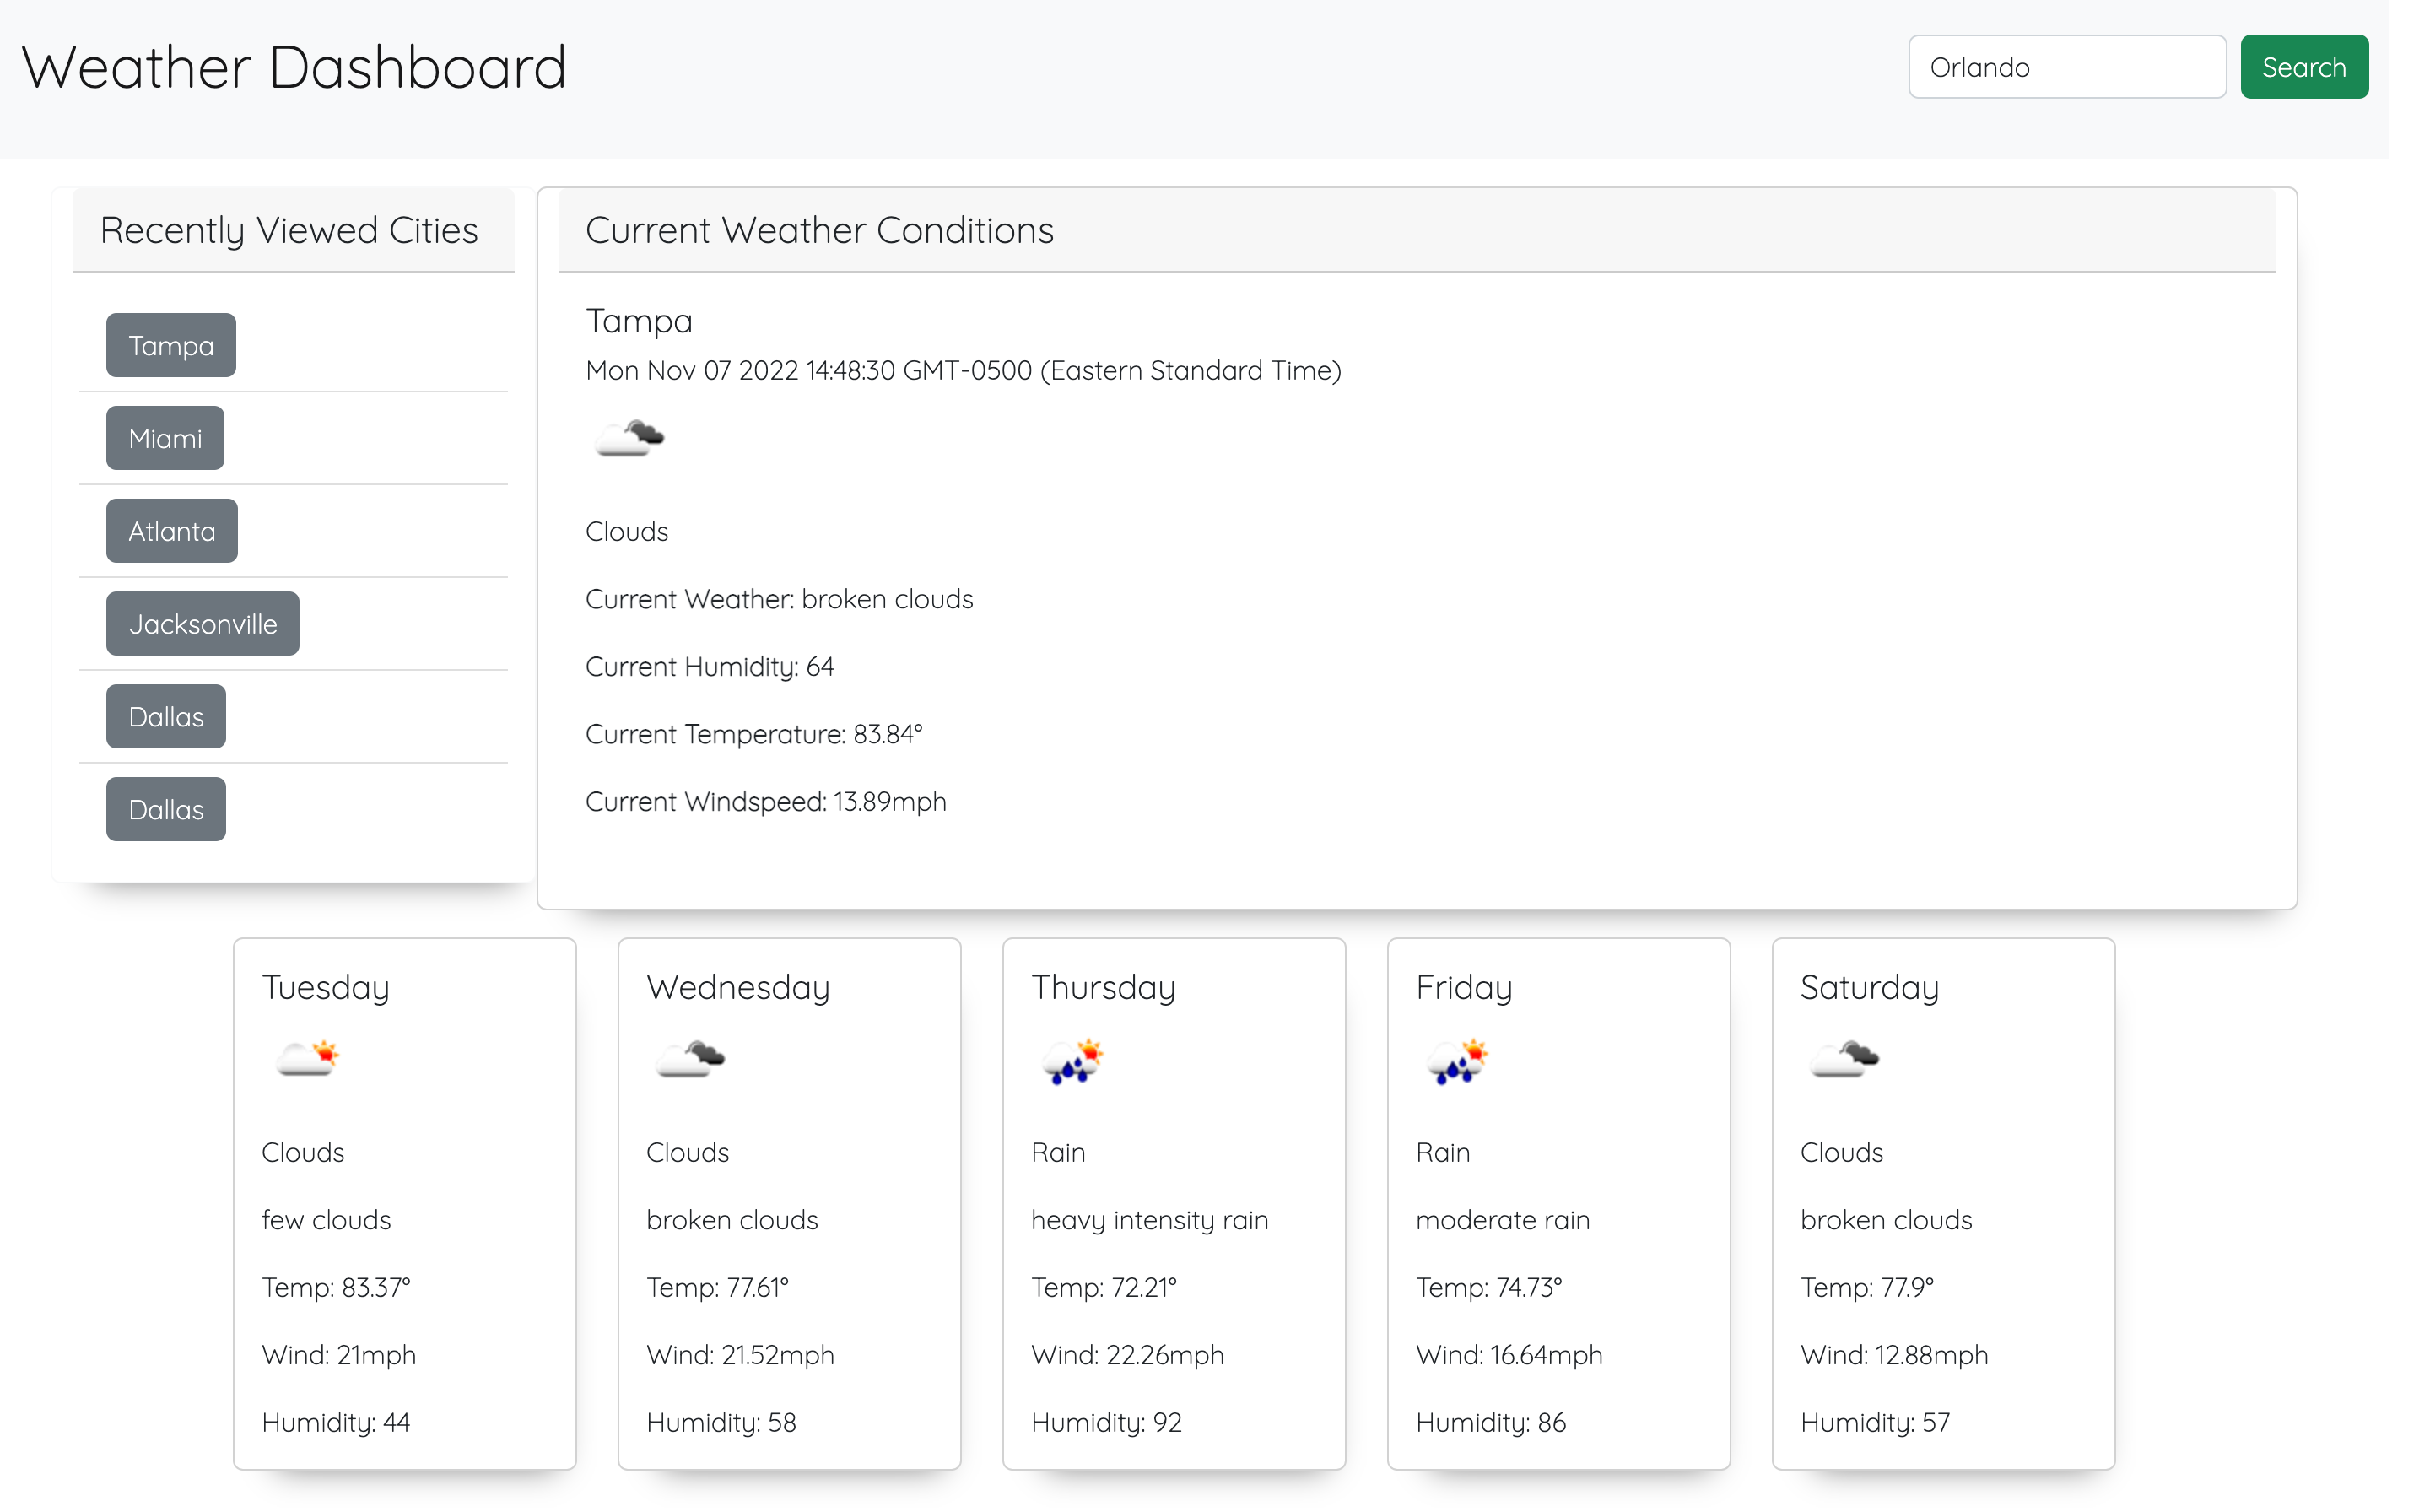 Weather Dashboard
Orlando
Search
Recently Viewed Cities
Tampa
Miami
Atlanta
Jacksonville
Dallas
Dallas
Current Weather Conditions
Tampa
Mon Nov 07 2022 14:48:30 GMT-0500 (Eastern Standard Time)
Clouds
Current Weather: broken clouds
Current Humidity: 64
Current Temperature: 83.84°
Current Windspeed: 13.89mph
Tuesday
Clouds
few clouds
Temp: 83.37°
Wind: 21mph
Humidity: 44
Wednesday
Clouds
broken clouds
Temp: 77.61°
Wind: 21.52mph
Humidity: 58
Thursday
Rain
heavy intensity rain
Temp: 72.21°
Wind: 22.26mph
Humidity: 92
Friday
Rain
moderate rain
Temp: 74.73°
Wind: 16.64mph
Humidity: 86
Saturday
Clouds
broken clouds
Temp: 77.9°
Wind: 12.88mph
Humidity: 57